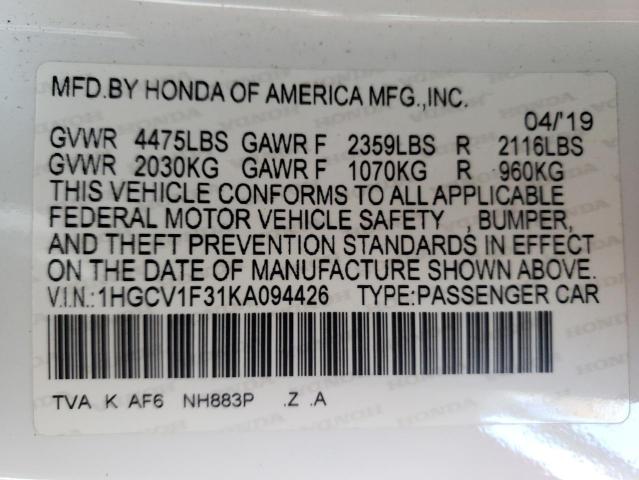 MFD.BY HONDA OF AMERICA MFG.,INC.
04/'19
GVWR 4475LBS GAWR F 2359LBS R 2116LBS
GVWR 2030KG GAWR F 1070KG R 960KG
THIS VEHICLE CONFORMS TO ALL APPLICABLE
FEDERAL MOTOR VEHICLE SAFETY , BUMPER,
AND THEFT PREVENTION STANDARDS IN EFFECT
ON THE DATE OF MANUFACTURE SHOWN ABOVE.
V.I.N.:1HGCV1F31KA094426 TYPE:PASSENGER CAR
TVA K AF6 NH883P .Z .A